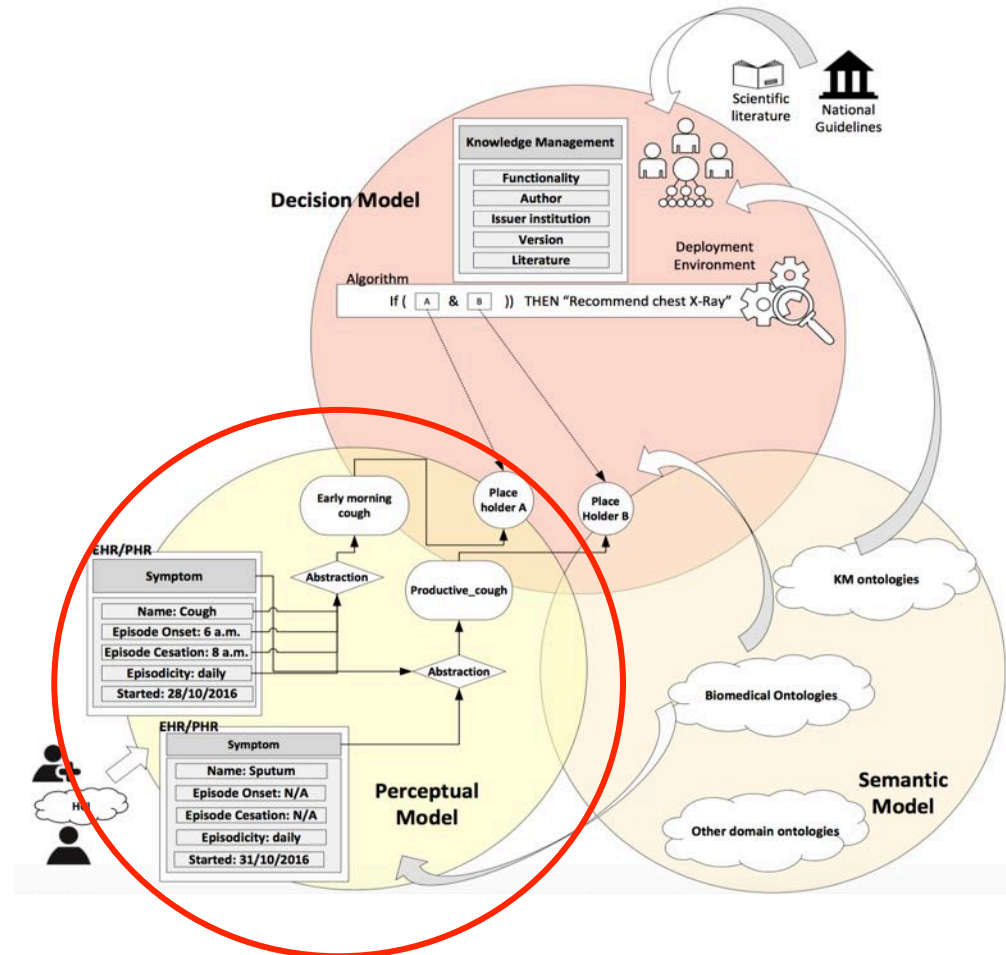 Scientific
literature
National
Guidelines
Knowledge Management
Functionality
Author
Issuer institution
Version
Literature
Decision Model
Deployment
Environment
Algorithm
If ( A & B )) THEN “Recommend chest X-Ray”
Early morning
cough
Place
holder A
Place
Holder B
EHR/PHR
Symptom
Name: Cough
Episode Onset: 6 a.m.
Episode Cesation: 8 a.m.
Episodicity: daily
Started: 28/10/2016
Abstraction
Productive_cough
Abstraction
KM ontologies
Biomedical Ontologies
Other domain ontologies
Semantic
Model
EHR/PHR
Symptom
Name: Sputum
Episode Onset: N/A
Episode Cesation: N/A
Episodicity: daily
Started: 31/10/2016
Perceptual
Model
HCI